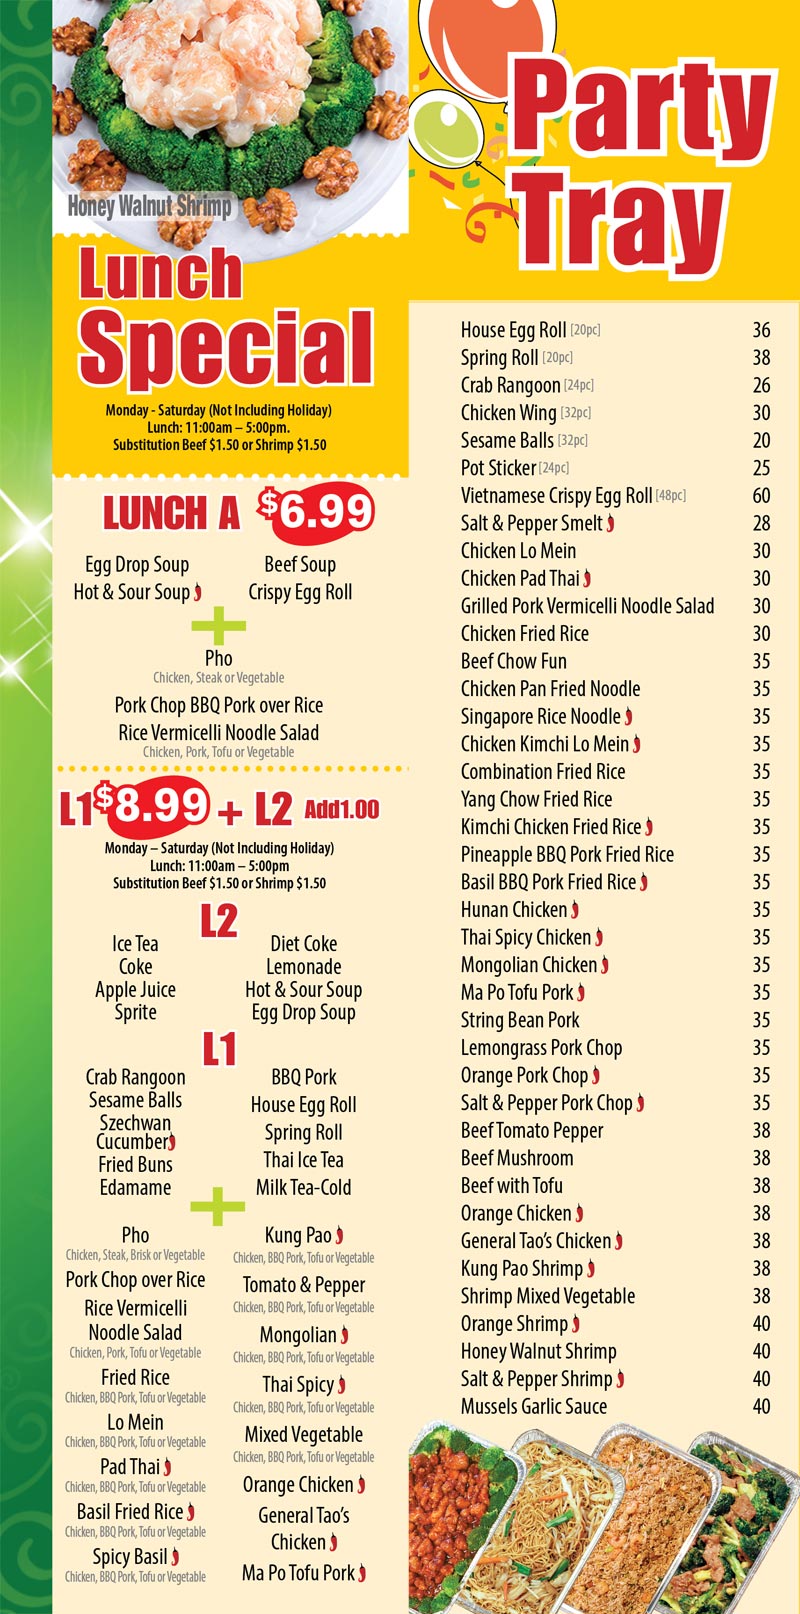 Honey Walnut Shrimp
Lunch
Special
Monday - Saturday (Not Including Holiday)
Lunch: 11:00am – 5:00pm.
Substitution Beef $1.50 or Shrimp $1.50
LUNCH A $6.99
Egg Drop Soup
Hot & Sour Soup
Beef Soup
Crispy Egg Roll
+
Pho
Chicken, Steak or Vegetable
Pork Chop BBQ Pork over Rice
Rice Vermicelli Noodle Salad
Chicken, Pork, Tofu or Vegetable
L1 $8.99 + L2 Add1.00
Monday – Saturday (Not Including Holiday)
Lunch: 11:00am – 5:00pm
Substitution Beef $1.50 or Shrimp $1.50
L2
Ice Tea
Coke
Apple Juice
Sprite
Diet Coke
Lemonade
Hot & Sour Soup
Egg Drop Soup
L1
Crab Rangoon
Sesame Balls
Szechwan
Cucumber
Fried Buns
Edamame
BBQ Pork
House Egg Roll
Spring Roll
Thai Ice Tea
Milk Tea-Cold
+
Pho
Chicken, Steak, Brisk or Vegetable
Pork Chop over Rice
Rice Vermicelli
Noodle Salad
Chicken, Pork, Tofu or Vegetable
Fried Rice
Chicken, BBQ Pork, Tofu or Vegetable
Lo Mein
Chicken, BBQ Pork, Tofu or Vegetable
Pad Thai
Chicken, BBQ Pork, Tofu or Vegetable
Basil Fried Rice
Chicken, BBQ Pork, Tofu or Vegetable
Spicy Basil
Chicken, BBQ Pork, Tofu or Vegetable
Kung Pao
Chicken, BBQ Pork, Tofu or Vegetable
Tomato & Pepper
Chicken, BBQ Pork, Tofu or Vegetable
Mongolian
Chicken, BBQ Pork, Tofu or Vegetable
Thai Spicy
Chicken, BBQ Pork, Tofu or Vegetable
Mixed Vegetable
Chicken, BBQ Pork, Tofu or Vegetable
Orange Chicken
General Tao's
Chicken
Ma Po Tofu Pork
Party
Tray
House Egg Roll [20pc] 36
Spring Roll [20pc] 38
Crab Rangoon [24pc] 26
Chicken Wing [32pc] 30
Sesame Balls [32pc] 20
Pot Sticker [24pc] 25
Vietnamese Crispy Egg Roll [48pc] 60
Salt & Pepper Smelt 28
Chicken Lo Mein 30
Chicken Pad Thai 30
Grilled Pork Vermicelli Noodle Salad 30
Chicken Fried Rice 30
Beef Chow Fun 35
Chicken Pan Fried Noodle 35
Singapore Rice Noodle 35
Chicken Kimchi Lo Mein 35
Combination Fried Rice 35
Yang Chow Fried Rice 35
Kimchi Chicken Fried Rice 35
Pineapple BBQ Pork Fried Rice 35
Basil BBQ Pork Fried Rice 35
Hunan Chicken 35
Thai Spicy Chicken 35
Mongolian Chicken 35
Ma Po Tofu Pork 35
String Bean Pork 35
Lemongrass Pork Chop 35
Orange Pork Chop 35
Salt & Pepper Pork Chop 35
Beef Tomato Pepper 38
Beef Mushroom 38
Beef with Tofu 38
Orange Chicken 38
General Tao's Chicken 38
Kung Pao Shrimp 38
Shrimp Mixed Vegetable 38
Orange Shrimp 40
Honey Walnut Shrimp 40
Salt & Pepper Shrimp 40
Mussels Garlic Sauce 40